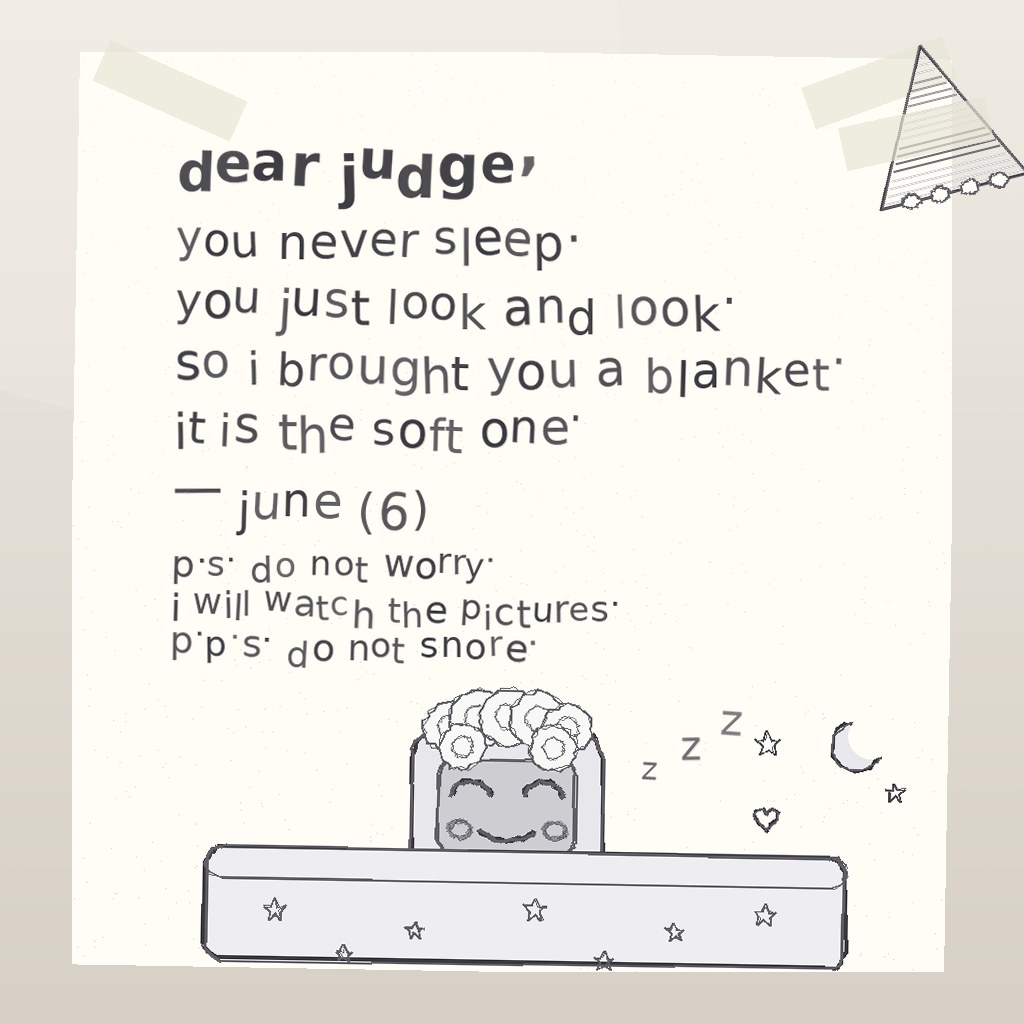 dear judge,
you never sleep.
you just look and look.
so i brought you a blanket.
it is the soft one.
— june (6)
p.s. do not worry.
i will watch the pictures.
p.p.s. do not snore.
z z z